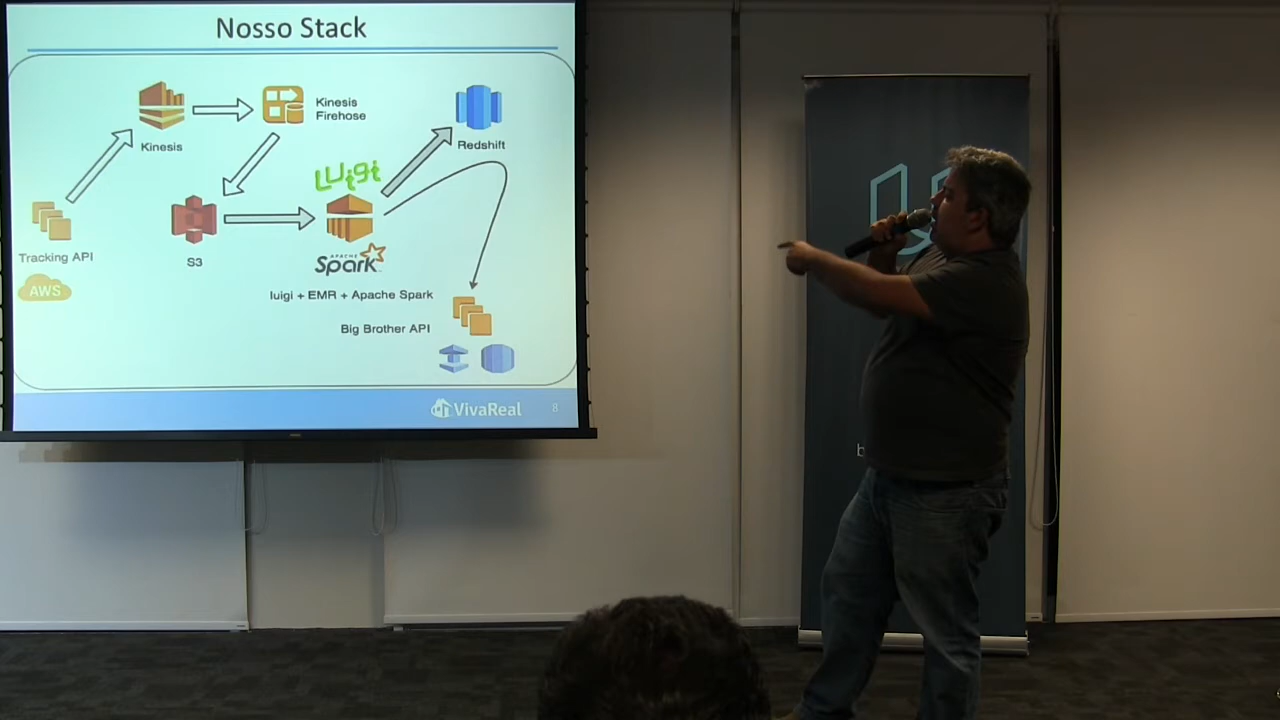 Nosso Stack
Kinesis
Kinesis
Firehose
Redshift
Luigi
Tracking API
AWS
S3
APACHE
Spark
luigi + EMR + Apache Spark
Big Brother API
VivaReal
8
b